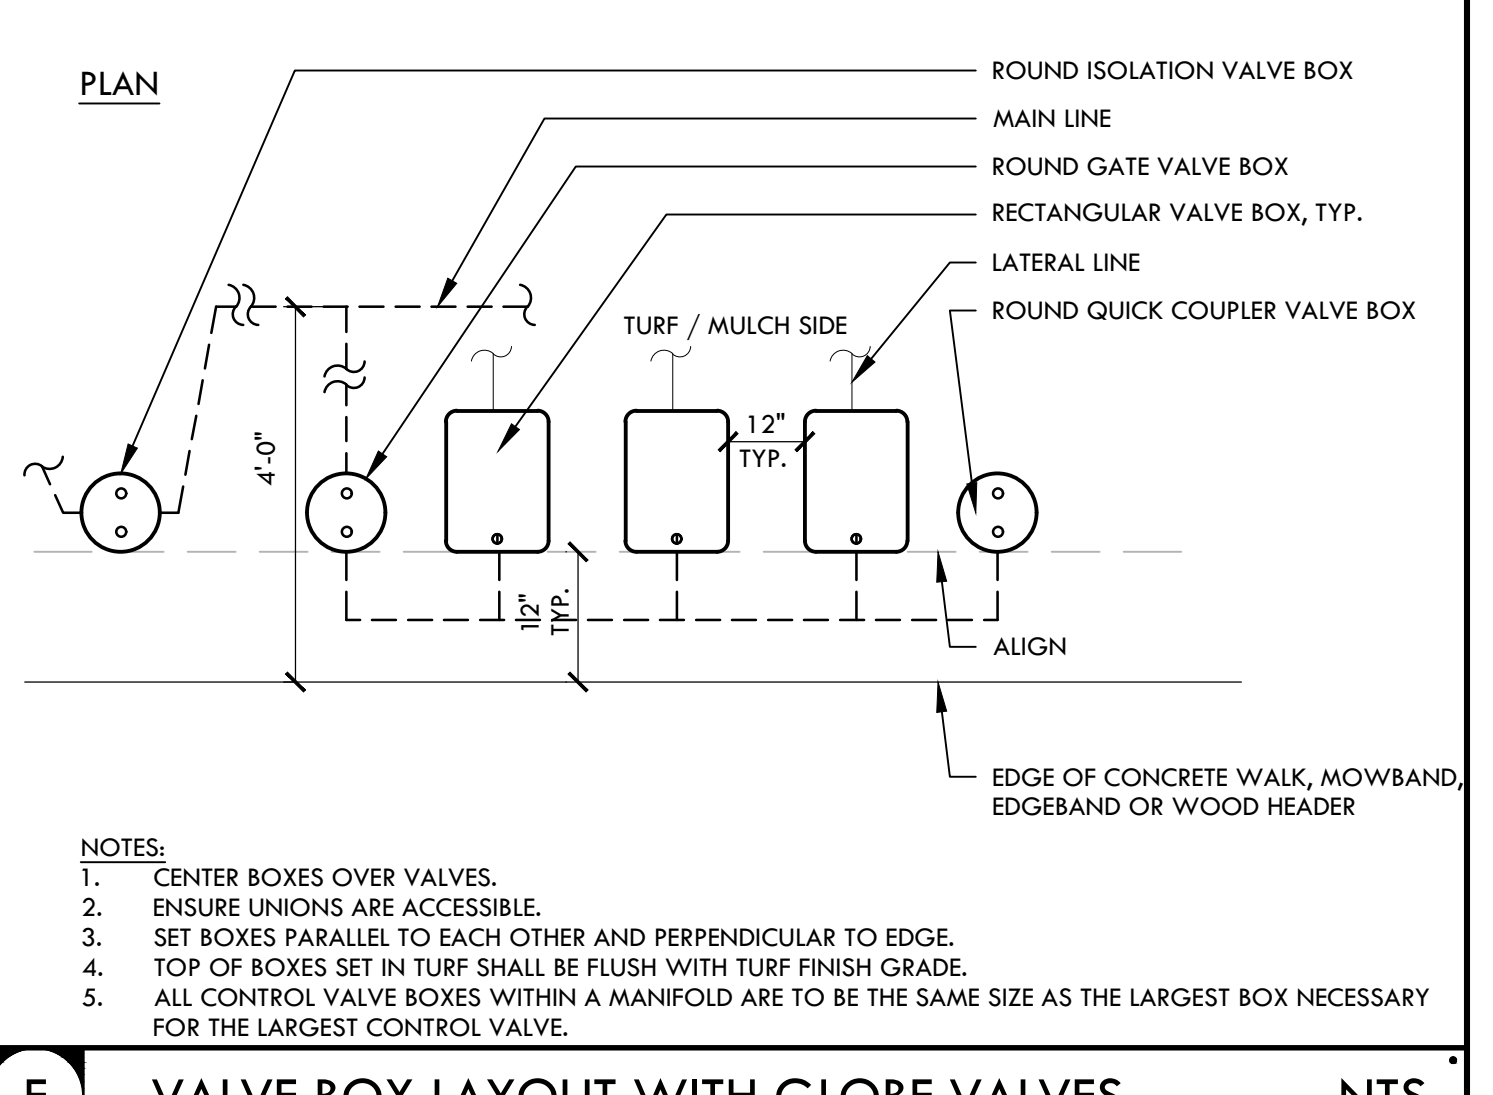 PLAN
ROUND ISOLATION VALVE BOX
MAIN LINE
ROUND GATE VALVE BOX
RECTANGULAR VALVE BOX, TYP.
LATERAL LINE
ROUND QUICK COUPLER VALVE BOX
TURF / MULCH SIDE
12"
TYP.
4'-0"
12"
TYP.
ALIGN
EDGE OF CONCRETE WALK, MOWBAND,
EDGEBAND OR WOOD HEADER
NOTES:
1. CENTER BOXES OVER VALVES.
2. ENSURE UNIONS ARE ACCESSIBLE.
3. SET BOXES PARALLEL TO EACH OTHER AND PERPENDICULAR TO EDGE.
4. TOP OF BOXES SET IN TURF SHALL BE FLUSH WITH TURF FINISH GRADE.
5. ALL CONTROL VALVE BOXES WITHIN A MANIFOLD ARE TO BE THE SAME SIZE AS THE LARGEST BOX NECESSARY
FOR THE LARGEST CONTROL VALVE.
VALVE BOX LAYOUT WITH GLOBE VALVES NTS